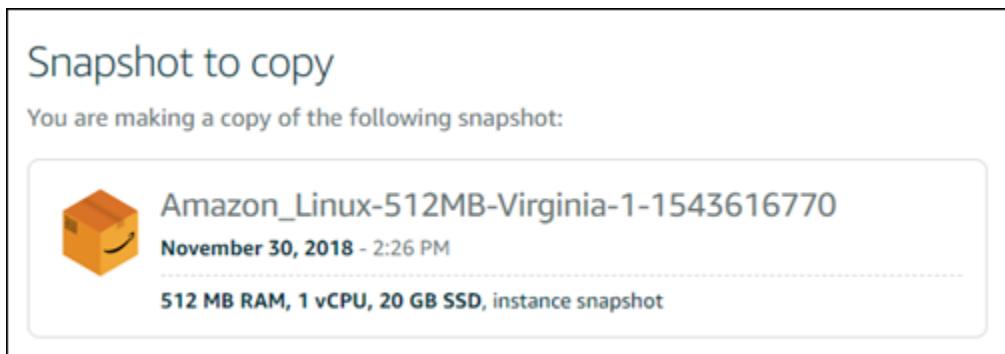 Snapshot to copy
You are making a copy of the following snapshot:
Amazon_Linux-512MB-Virginia-1-1543616770
November 30, 2018 - 2:26 PM
512 MB RAM, 1 vCPU, 20 GB SSD, instance snapshot